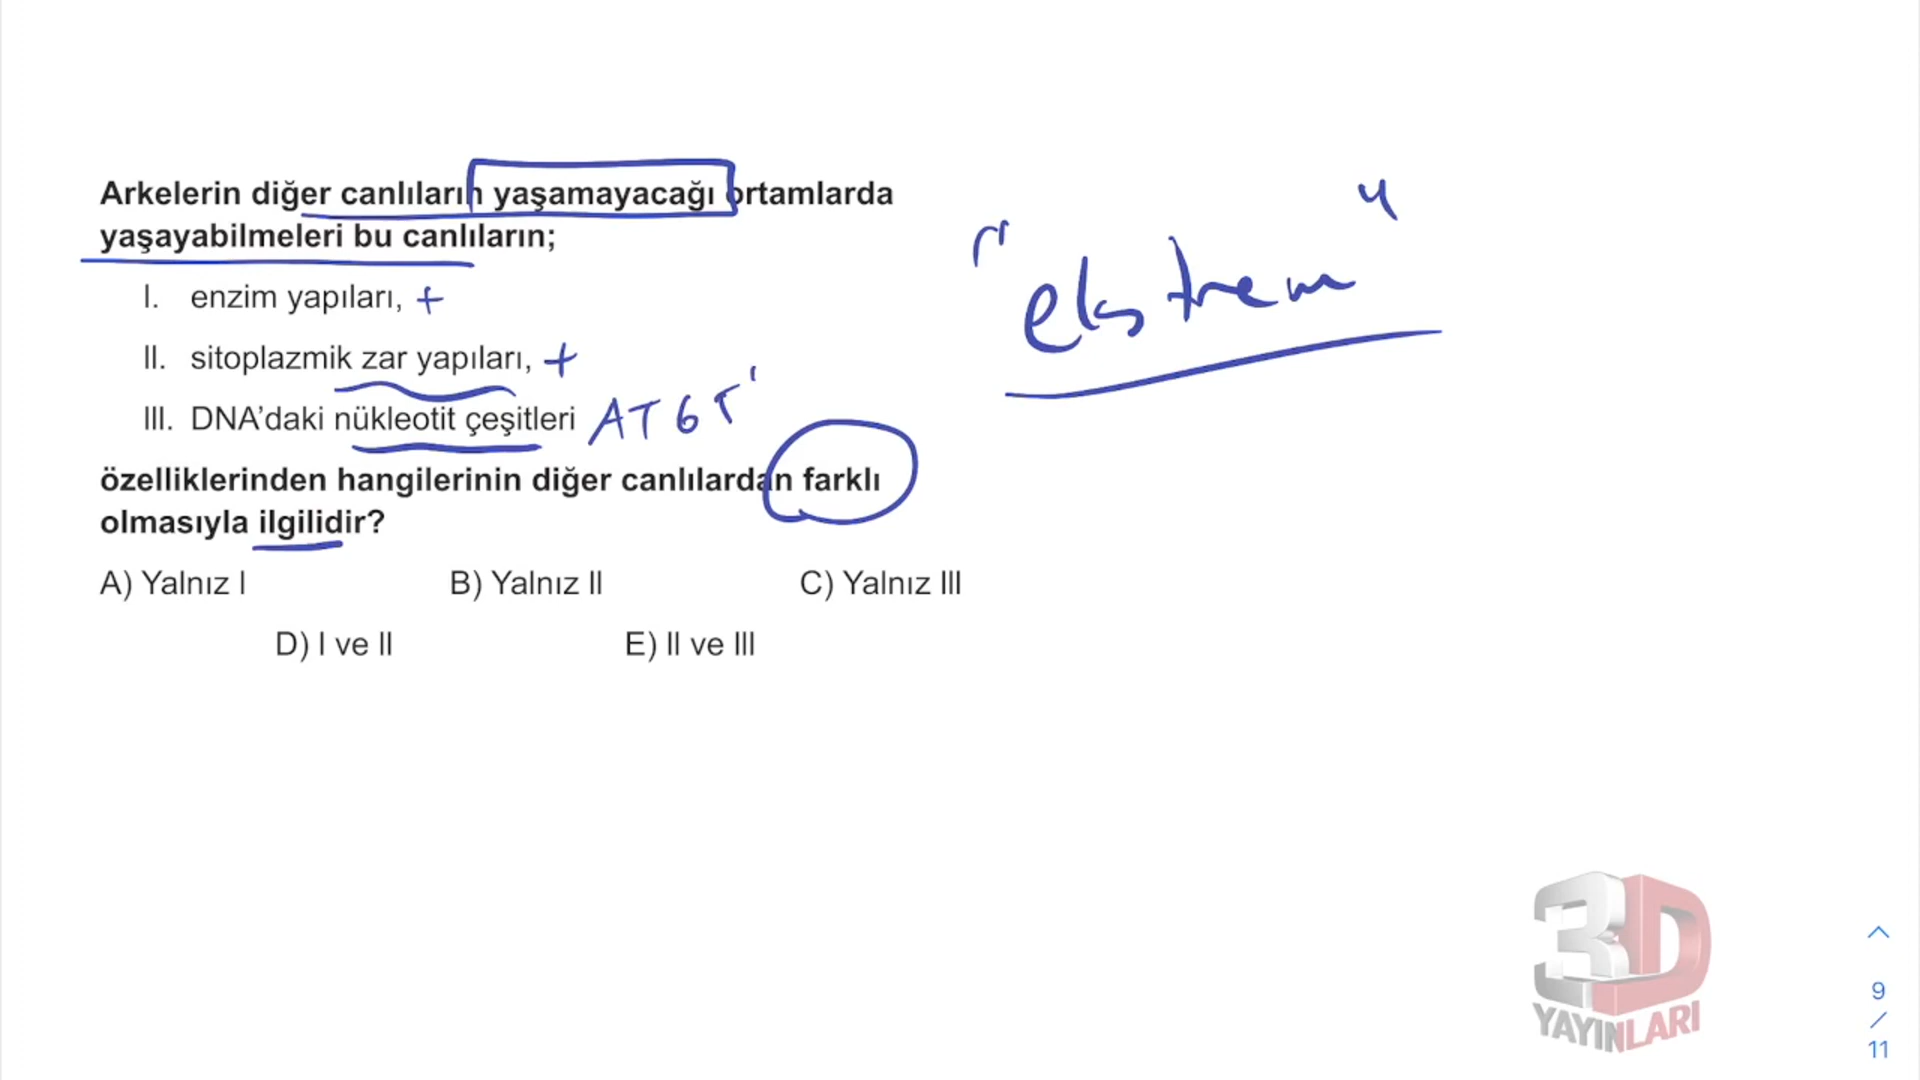 Arkelerin diğer canlıların yaşamayacağı ortamlarda
yaşayabilmeleri bu canlıların;
I. enzim yapıları, +
II. sitoplazmik zar yapıları, +
III. DNA'daki nükleotit çeşitleri A T G
özelliklerinden hangilerinin diğer canlılardan farklı
olmasıyla ilgilidir?
A) Yalnız I B) Yalnız II C) Yalnız III
D) I ve II E) II ve III
"ekstrem"
3D
YAYINLARI
9
/
11